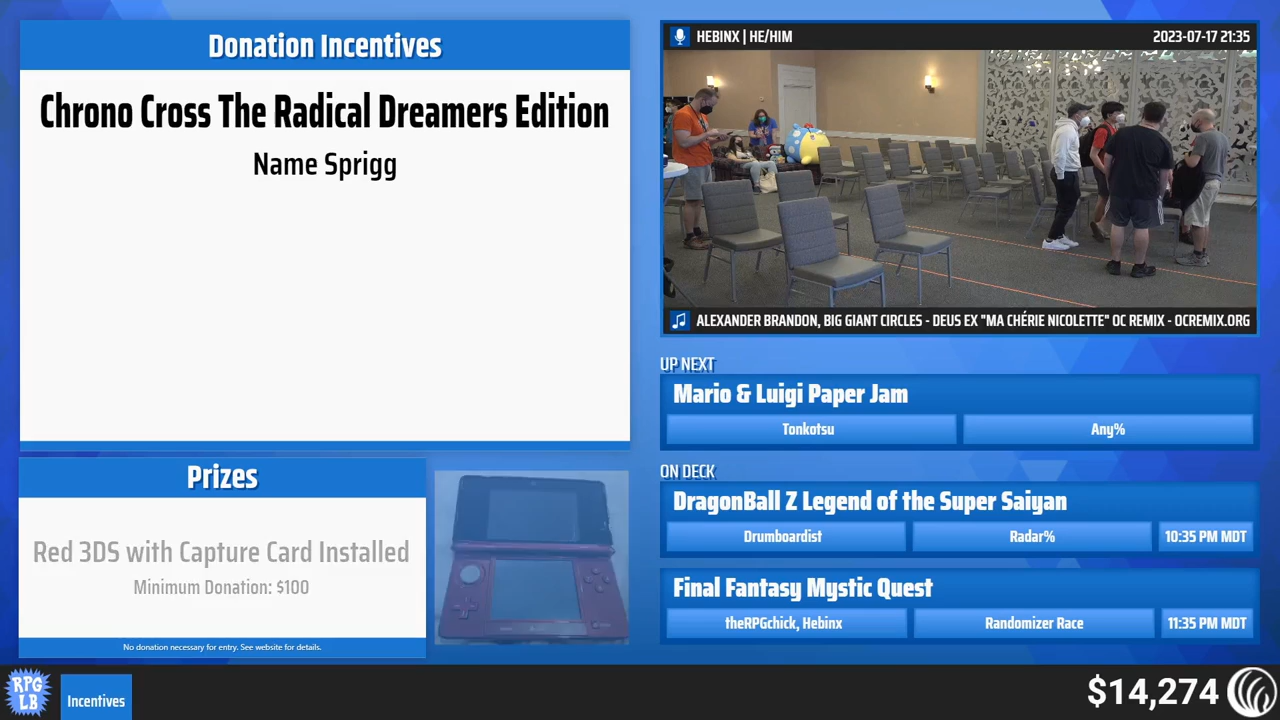 Donation Incentives
Chrono Cross The Radical Dreamers Edition
Name Sprigg
Prizes
Red 3DS with Capture Card Installed
Minimum Donation: $100
No donation necessary for entry. See website for details.
HEBINX | HE/HIM
2023-07-17 21:35
ALEXANDER BRANDON, BIG GIANT CIRCLES - DEUS EX "MA CHÉRIE NICOLETTE" OC REMIX - OCREMIX.ORG
UP NEXT
Mario & Luigi Paper Jam
Tonkotsu
Any%
ON DECK
DragonBall Z Legend of the Super Saiyan
Drumboardist
Radar%
10:35 PM MDT
Final Fantasy Mystic Quest
theRPGchick, Hebinx
Randomizer Race
11:35 PM MDT
RPG
LB
Incentives
$14,274